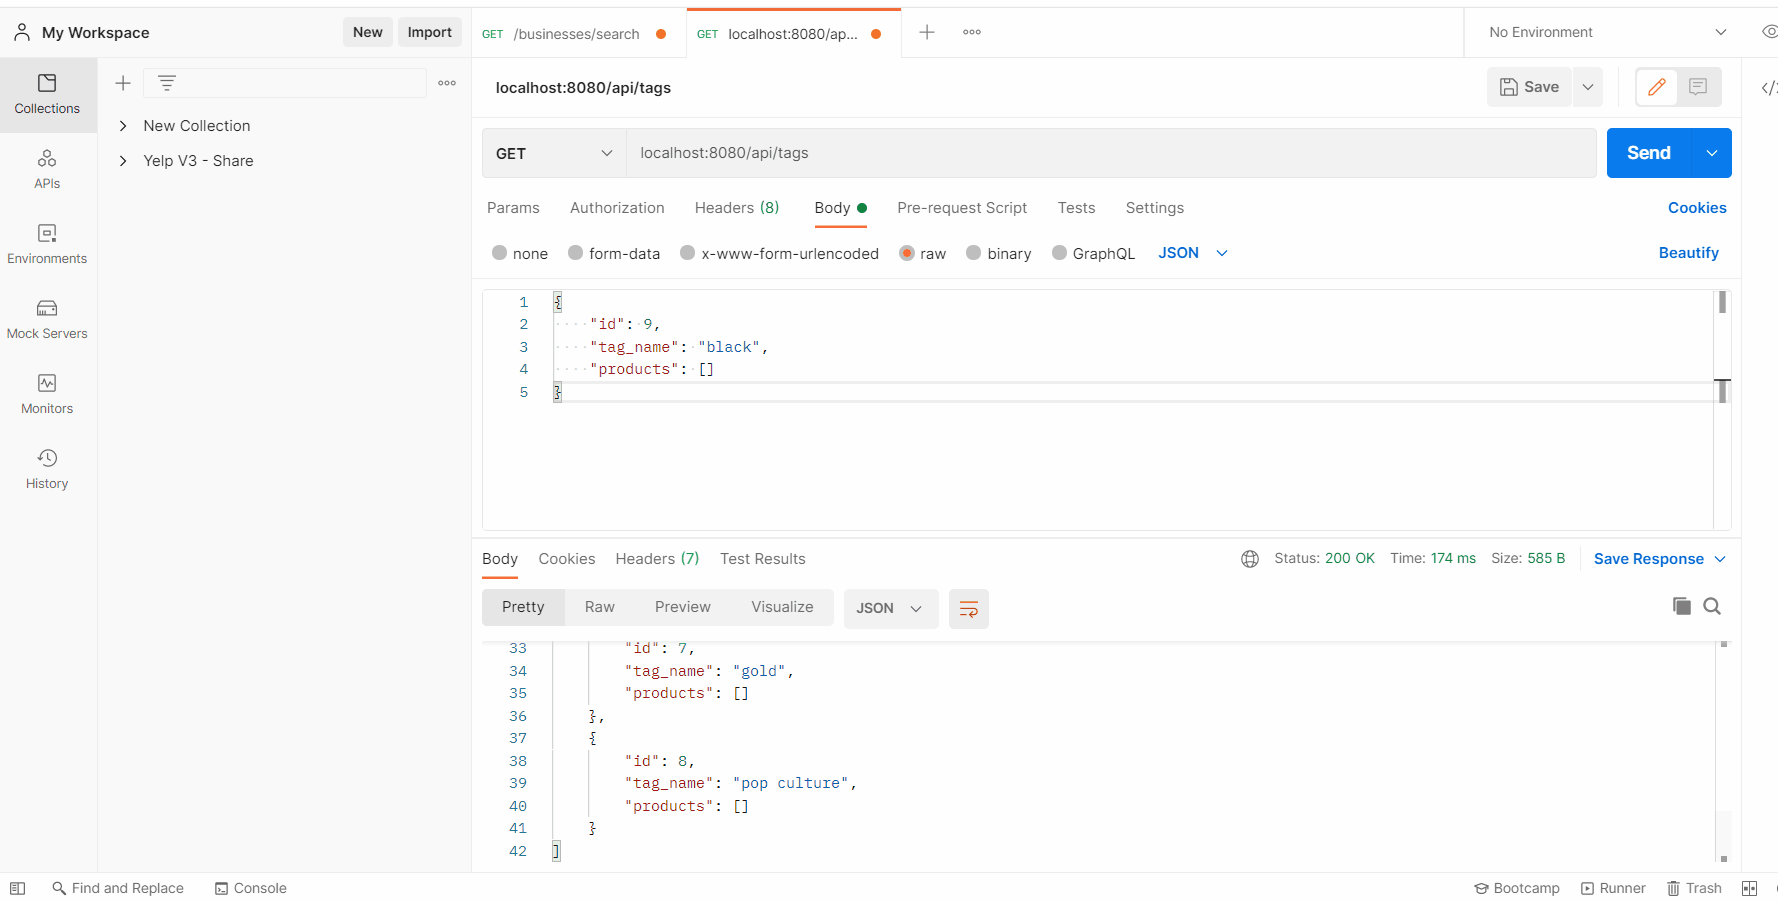 My Workspace
New
Import
GET /businesses/search
GET localhost:8080/ap...
No Environment
Collections
APIs
Environments
Mock Servers
Monitors
History
New Collection
Yelp V3 - Share
localhost:8080/api/tags
Save
GET
localhost:8080/api/tags
Send
Params
Authorization
Headers (8)
Body
Pre-request Script
Tests
Settings
Cookies
none
form-data
x-www-form-urlencoded
raw
binary
GraphQL
JSON
Beautify
1 {
2 "id": 9,
3 "tag_name": "black",
4 "products": []
5 }
Body
Cookies
Headers (7)
Test Results
Status: 200 OK
Time: 174 ms
Size: 585 B
Save Response
Pretty
Raw
Preview
Visualize
JSON
33 "id": 7,
34 "tag_name": "gold",
35 "products": []
36 },
37 {
38 "id": 8,
39 "tag_name": "pop culture",
40 "products": []
41 }
42 ]
Find and Replace
Console
Bootcamp
Runner
Trash